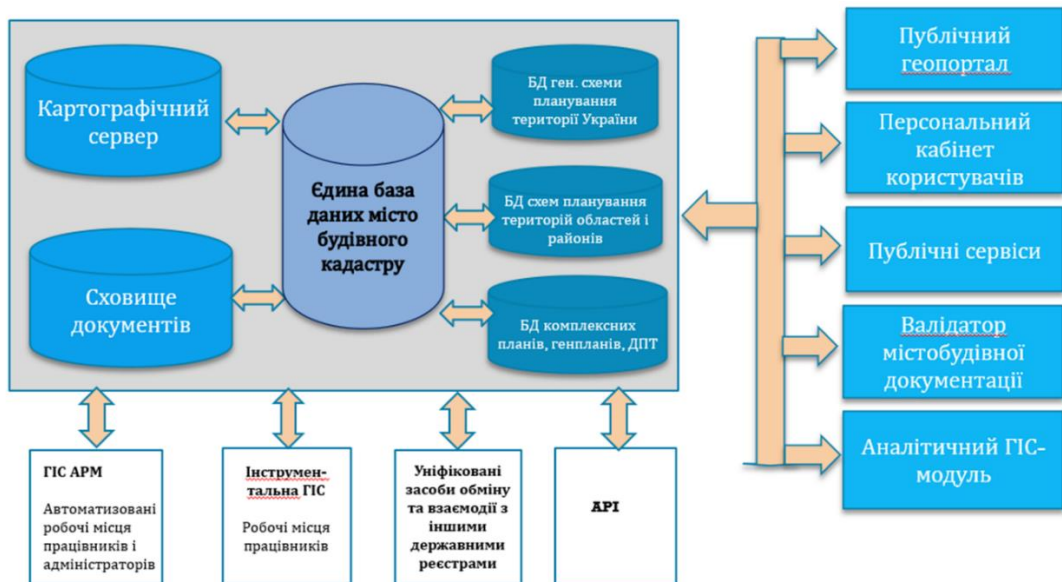 Картографічний
сервер
Сховище
документів
Єдина база
даних місто
будівного
кадастру
БД ген. схеми
планування
території України
БД схем планування
територій областей і
районів
БД комплексних
планів, генпланів, ДПТ
Публічний
геопортал
Персональний
кабінет
користувачів
Публічні сервіси
Валідатор
містобудівної
документації
Аналітичний ГІС-
модуль
ГІС АРМ
Автоматизовані
робочі місця
працівників і
адміністраторів
Інструмен-
тальна ГІС
Робочі місця
працівників
Уніфіковані
засоби обміну
та взаємодії з
іншими
державними
реєстрами
АРІ